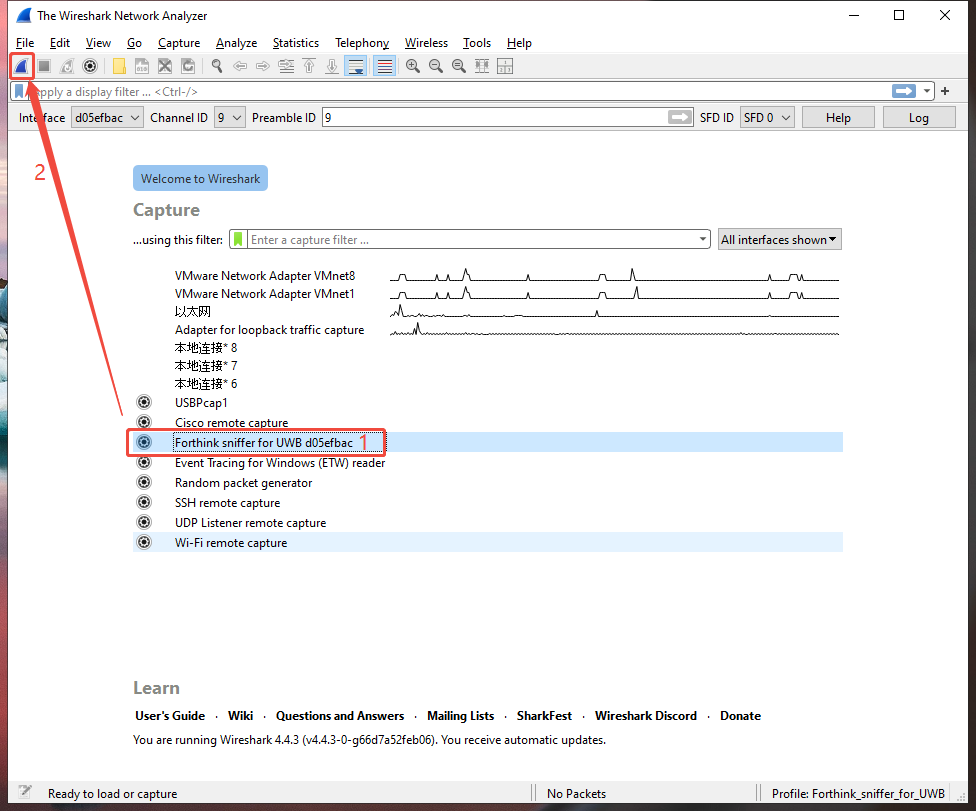 The Wireshark Network Analyzer
File Edit View Go Capture Analyze Statistics Telephony Wireless Tools Help
Apply a display filter ... <Ctrl-/>
Interface d05efbac Channel ID 9 Preamble ID 9 SFD ID SFD 0 Help Log
2
Welcome to Wireshark
Capture
...using this filter: Enter a capture filter ... All interfaces shown
VMware Network Adapter VMnet8
VMware Network Adapter VMnet1
以太网
Adapter for loopback traffic capture
本地连接* 8
本地连接* 7
本地连接* 6
USBPcap1
Cisco remote capture
Forthink sniffer for UWB d05efbac 1
Event Tracing for Windows (ETW) reader
Random packet generator
SSH remote capture
UDP Listener remote capture
Wi-Fi remote capture
Learn
User's Guide · Wiki · Questions and Answers · Mailing Lists · SharkFest · Wireshark Discord · Donate
You are running Wireshark 4.4.3 (v4.4.3-0-g66d7a52feb06). You receive automatic updates.
Ready to load or capture No Packets Profile: Forthink_sniffer_for_UWB